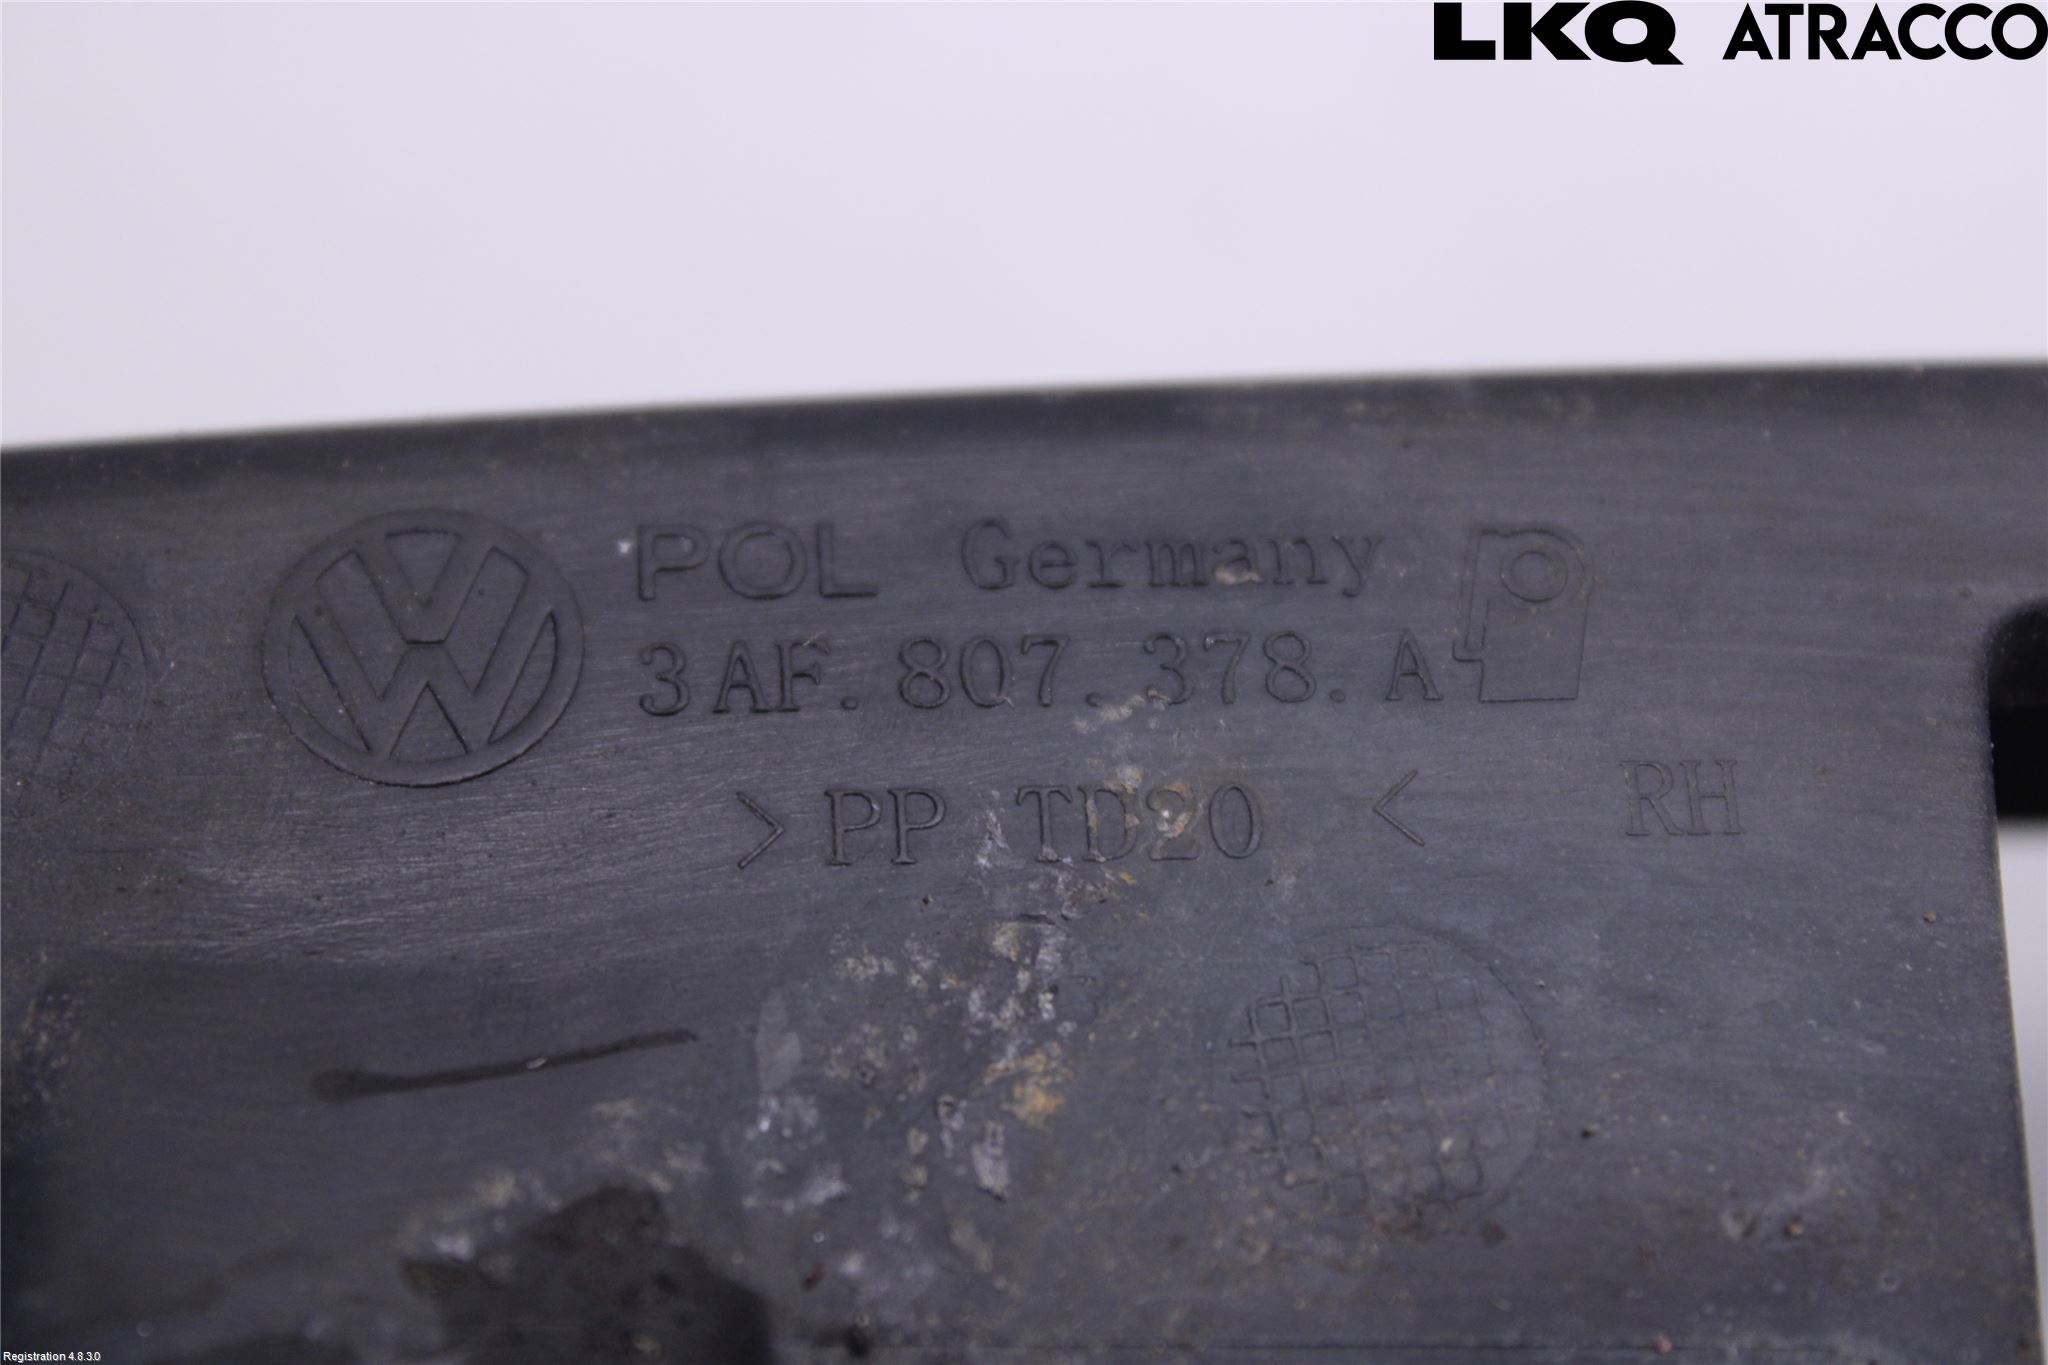 LKQ ATRACCO
POL Germany
3AF.807.378.A
>PP TD20<
RH
Registration 4.8.3.0